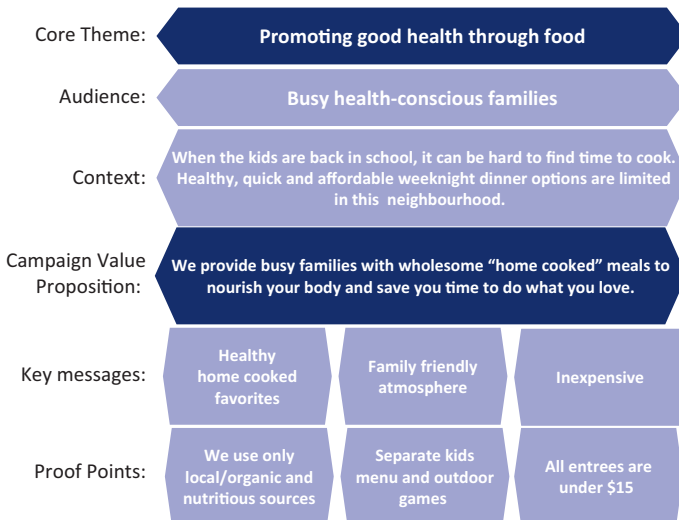 Core Theme:
Promoting good health through food
Audience:
Busy health-conscious families
Context:
When the kids are back in school, it can be hard to find time to cook.
Healthy, quick and affordable weeknight dinner options are limited
in this neighbourhood.
Campaign Value
Proposition:
We provide busy families with wholesome “home cooked” meals to
nourish your body and save you time to do what you love.
Key messages:
Healthy
home cooked
favorites
Family friendly
atmosphere
Inexpensive
Proof Points:
We use only
local/organic and
nutritious sources
Separate kids
menu and outdoor
games
All entrees are
under $15